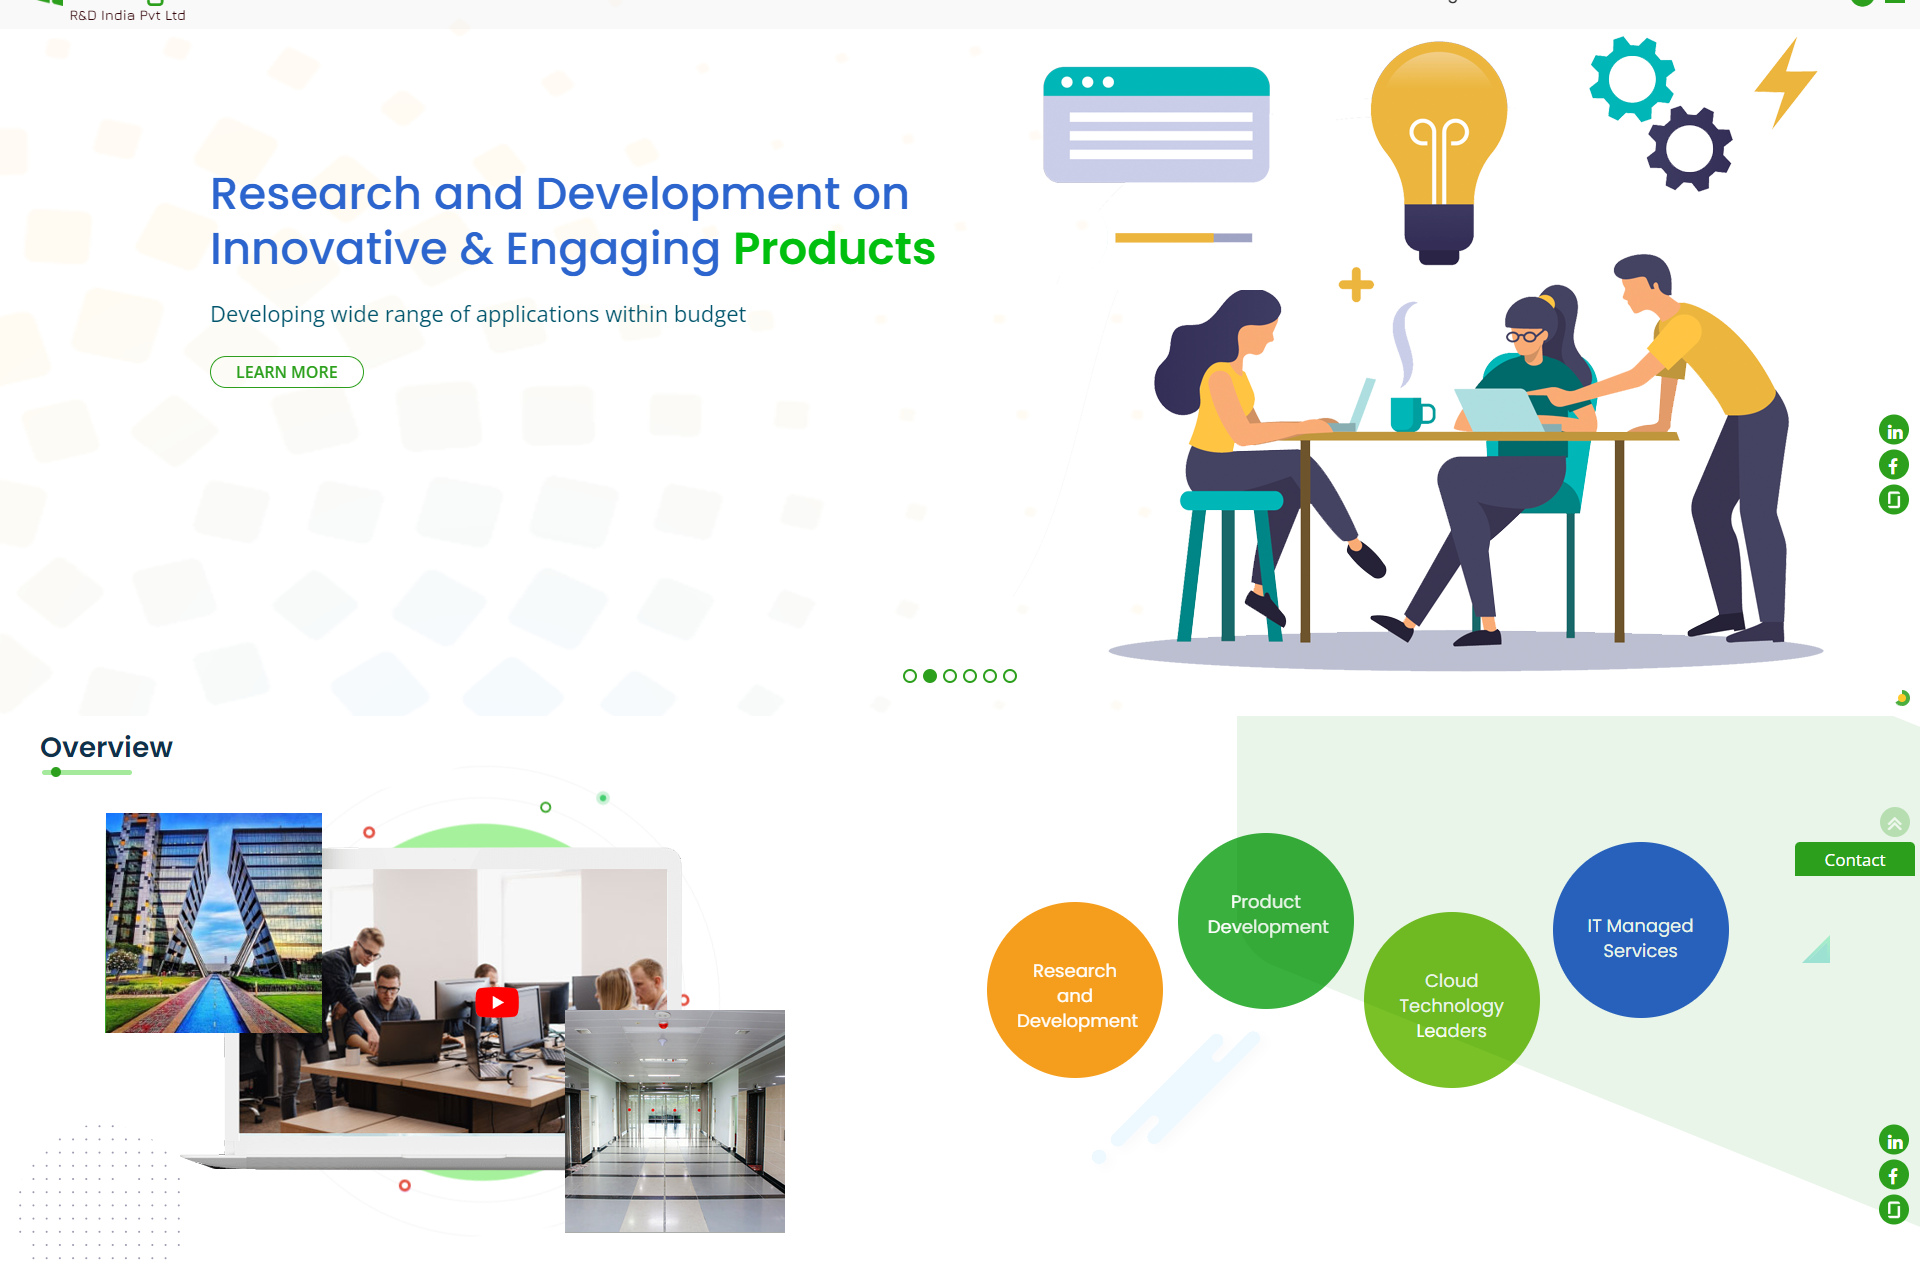 R&D India Pvt Ltd
Research and Development on
Innovative & Engaging Products
Developing wide range of applications within budget
LEARN MORE
Overview
Research
and
Development
Product
Development
Cloud
Technology
Leaders
IT Managed
Services
Contact